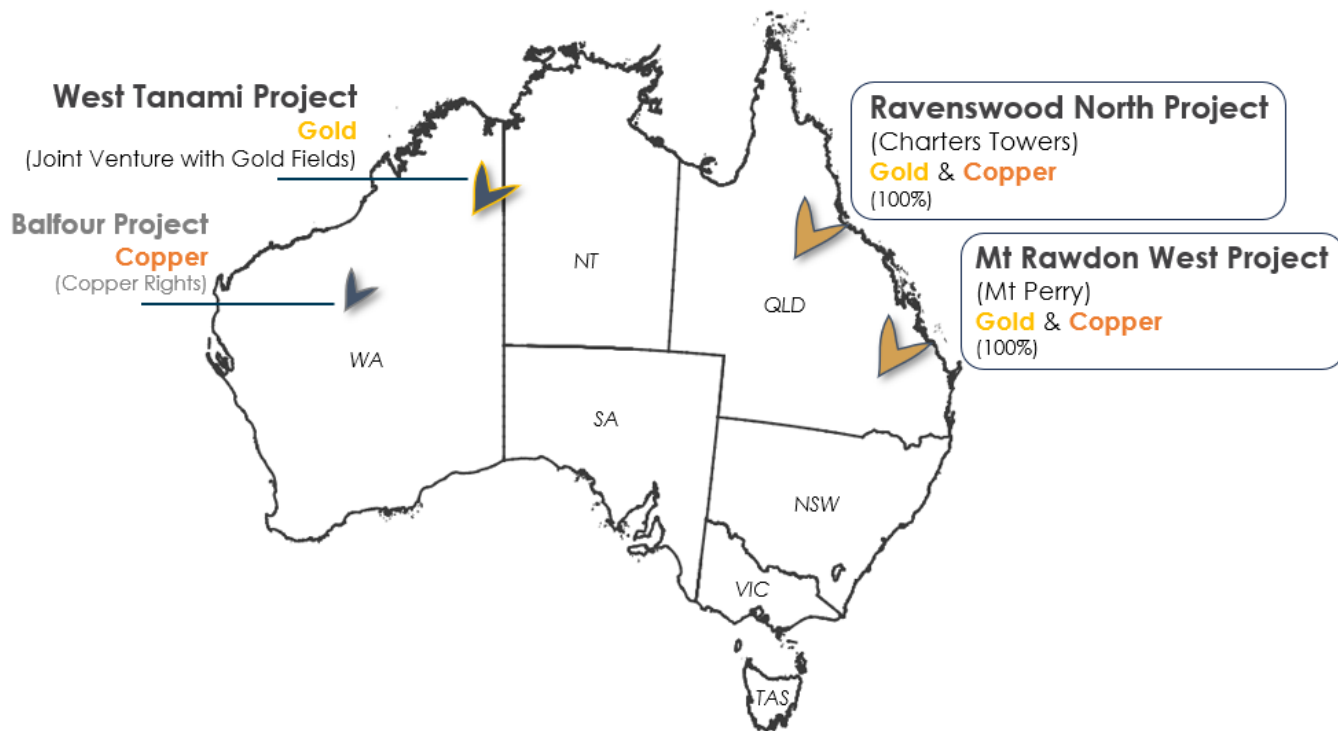 West Tanami Project
Gold
(Joint Venture with Gold Fields)
Balfour Project
Copper
(Copper Rights)
Ravenswood North Project
(Charters Towers)
Gold & Copper
(100%)
Mt Rawdon West Project
(Mt Perry)
Gold & Copper
(100%)
NT
QLD
WA
SA
NSW
VIC
TAS